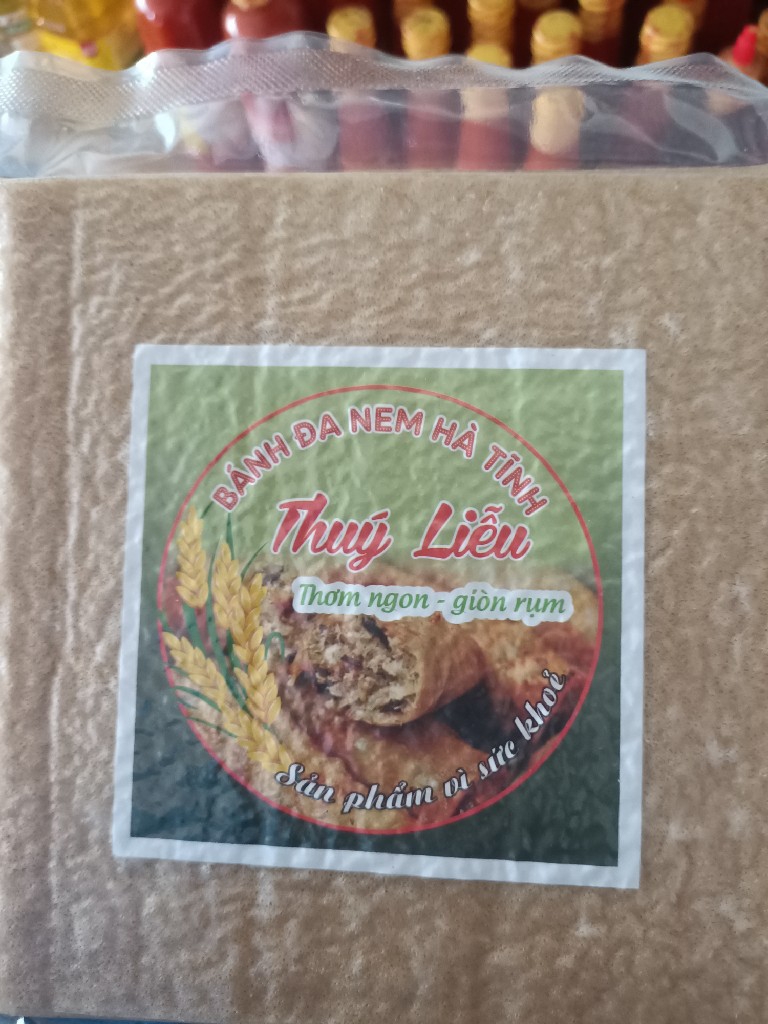 BÁNH ĐA NEM HÀ TĨNH
Thuý Liễu
Thơm ngon - giòn rụm
Sản phẩm vì sức khoẻ